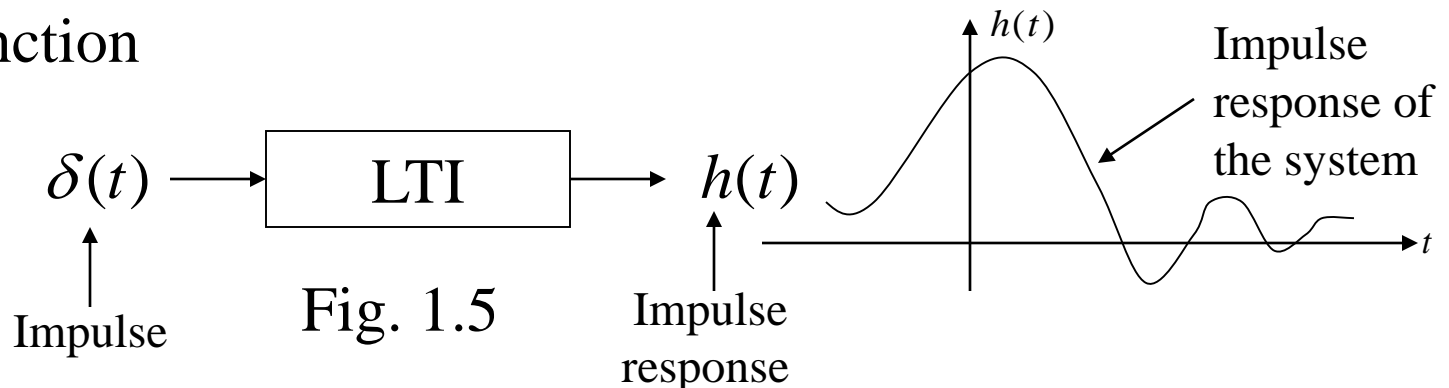 nction
δ(t)
LTI
h(t)
Impulse
Fig. 1.5
Impulse
response
h(t)
Impulse
response of
the system
t